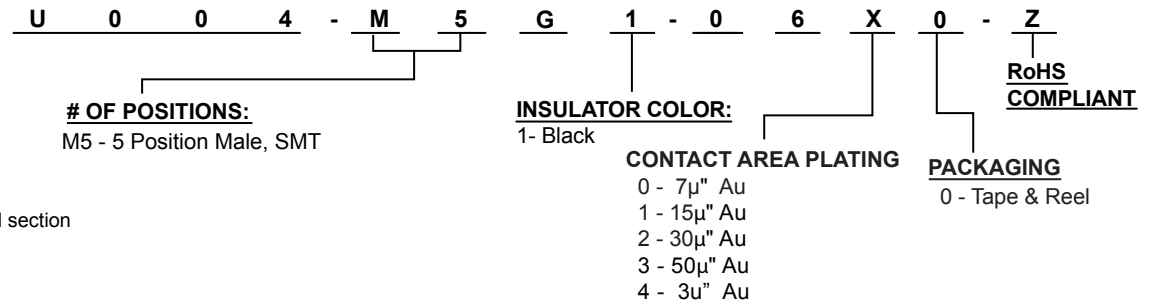 U 0 0 4 - M 5 G 1 - 0 6 X 0 - Z
# OF POSITIONS:
M5 - 5 Position Male, SMT
INSULATOR COLOR:
1- Black
CONTACT AREA PLATING
0 - 7µ" Au
1 - 15µ" Au
2 - 30µ" Au
3 - 50µ" Au
4 - 3u” Au
PACKAGING
0 - Tape & Reel
RoHS
COMPLIANT
section